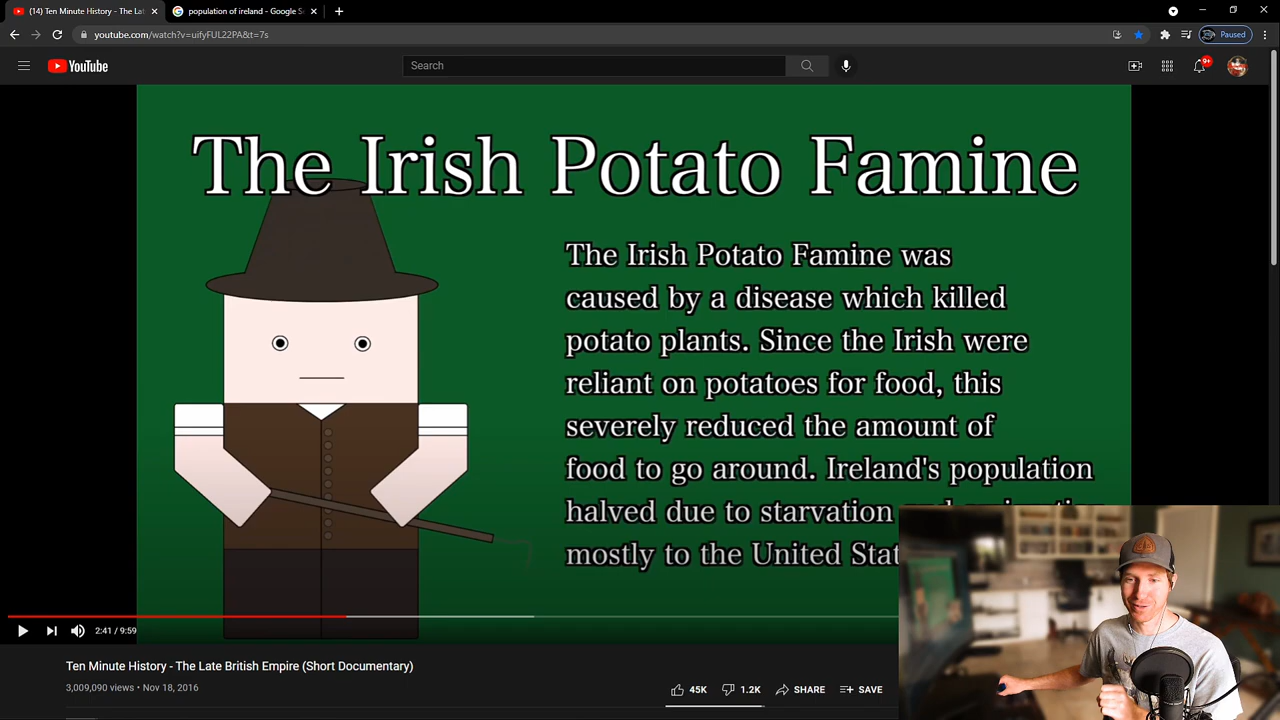 (14) Ten Minute History - The Lat
population of ireland - Google S
youtube.com/watch?v=uifyFUL22PA&t=7s
Paused
YouTube
Search
9+
The Irish Potato Famine
The Irish Potato Famine was
caused by a disease which killed
potato plants. Since the Irish were
reliant on potatoes for food, this
severely reduced the amount of
food to go around. Ireland's population
halved due to starvation
mostly to the United Stat
2:41 / 9:59
Ten Minute History - The Late British Empire (Short Documentary)
3,009,090 views • Nov 18, 2016
45K 1.2K SHARE SAVE